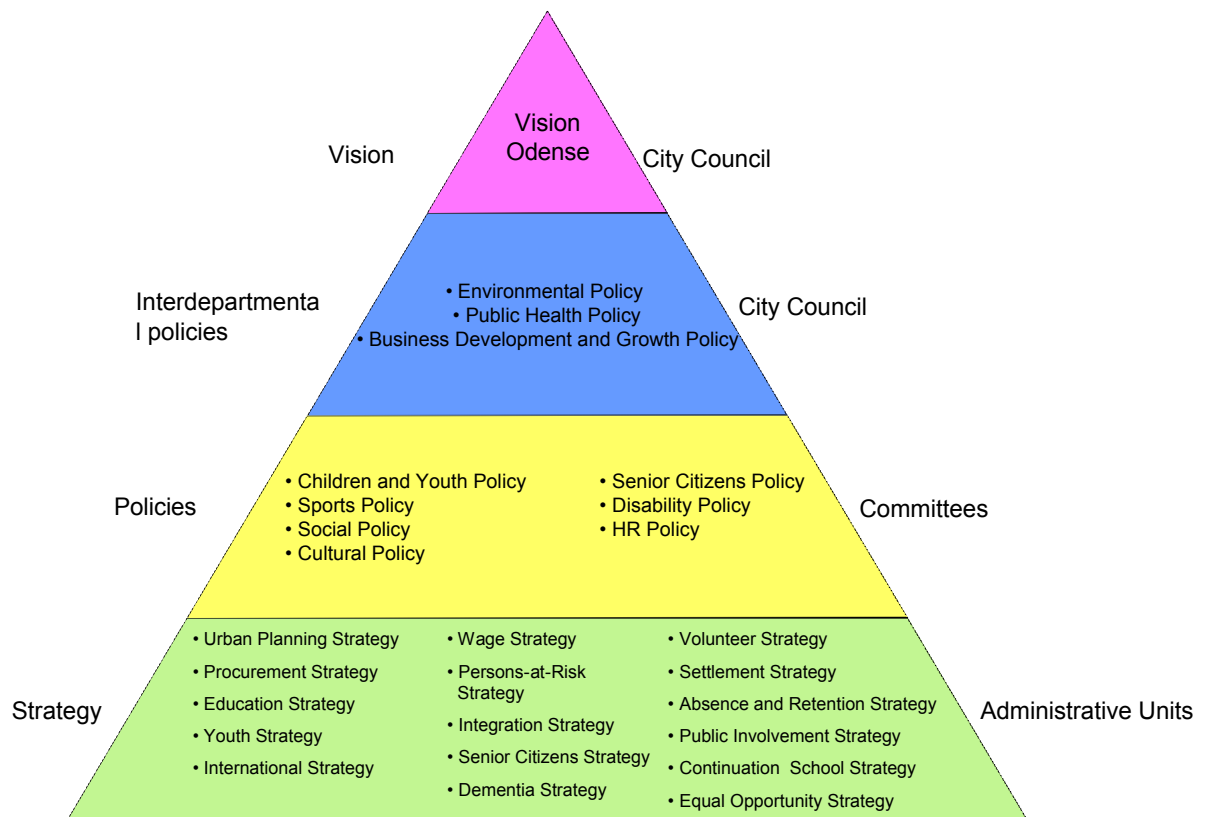 Vision
Vision
Odense
City Council
Interdepartmenta
l policies
• Environmental Policy
• Public Health Policy
• Business Development and Growth Policy
City Council
Policies
• Children and Youth Policy
• Sports Policy
• Social Policy
• Cultural Policy
• Senior Citizens Policy
• Disability Policy
• HR Policy
Committees
Strategy
• Urban Planning Strategy
• Procurement Strategy
• Education Strategy
• Youth Strategy
• International Strategy
• Wage Strategy
• Persons-at-Risk
Strategy
• Integration Strategy
• Senior Citizens Strategy
• Dementia Strategy
• Volunteer Strategy
• Settlement Strategy
• Absence and Retention Strategy
• Public Involvement Strategy
• Continuation School Strategy
• Equal Opportunity Strategy
Administrative Units